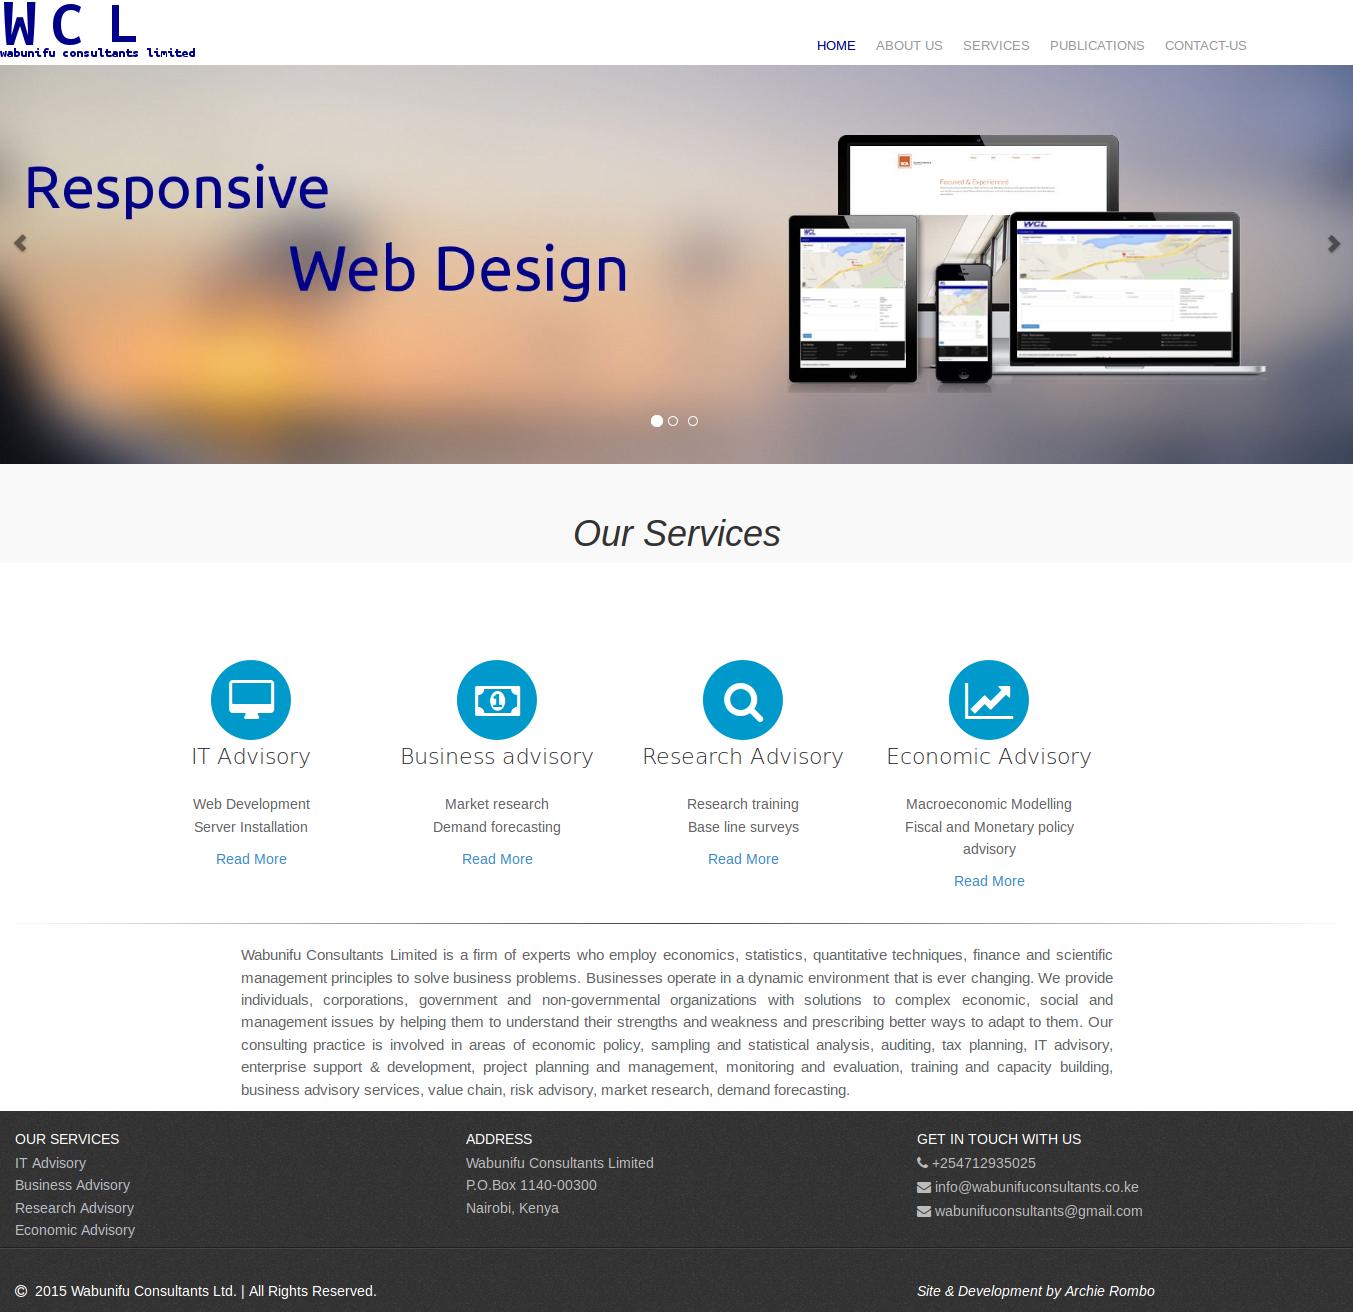 WCL
wabunifu consultants limited
HOME ABOUT US SERVICES PUBLICATIONS CONTACT-US
Responsive
Web Design
Focused & Experienced
WCL
WCL
Our Services
IT Advisory
Web Development
Server Installation
Read More
Business advisory
Market research
Demand forecasting
Read More
Research Advisory
Research training
Base line surveys
Read More
Economic Advisory
Macroeconomic Modelling
Fiscal and Monetary policy
advisory
Read More
Wabunifu Consultants Limited is a firm of experts who employ economics, statistics, quantitative techniques, finance and scientific
management principles to solve business problems. Businesses operate in a dynamic environment that is ever changing. We provide
individuals, corporations, government and non-governmental organizations with solutions to complex economic, social and
management issues by helping them to understand their strengths and weakness and prescribing better ways to adapt to them. Our
consulting practice is involved in areas of economic policy, sampling and statistical analysis, auditing, tax planning, IT advisory,
enterprise support & development, project planning and management, monitoring and evaluation, training and capacity building,
business advisory services, value chain, risk advisory, market research, demand forecasting.
OUR SERVICES
IT Advisory
Business Advisory
Research Advisory
Economic Advisory
ADDRESS
Wabunifu Consultants Limited
P.O.Box 1140-00300
Nairobi, Kenya
GET IN TOUCH WITH US
+254712935025
info@wabunifuconsultants.co.ke
wabunifuconsultants@gmail.com
© 2015 Wabunifu Consultants Ltd. | All Rights Reserved.
Site & Development by Archie Rombo